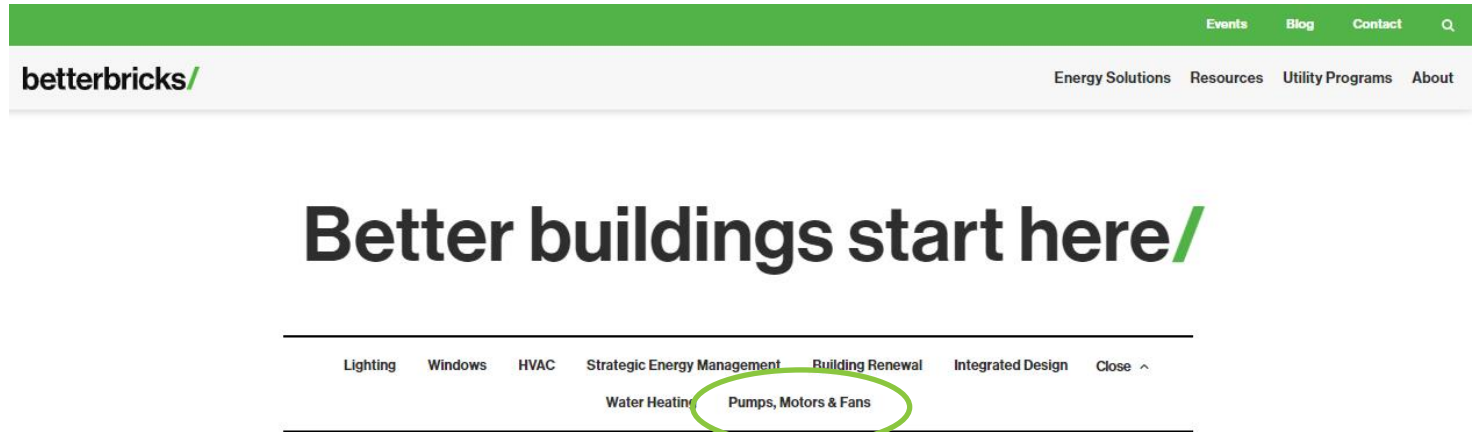 Events Blog Contact
betterbricks/
Energy Solutions Resources Utility Programs About
Better buildings start here/
Lighting Windows HVAC Strategic Energy Management Building Renewal Integrated Design Close
Water Heating Pumps, Motors & Fans